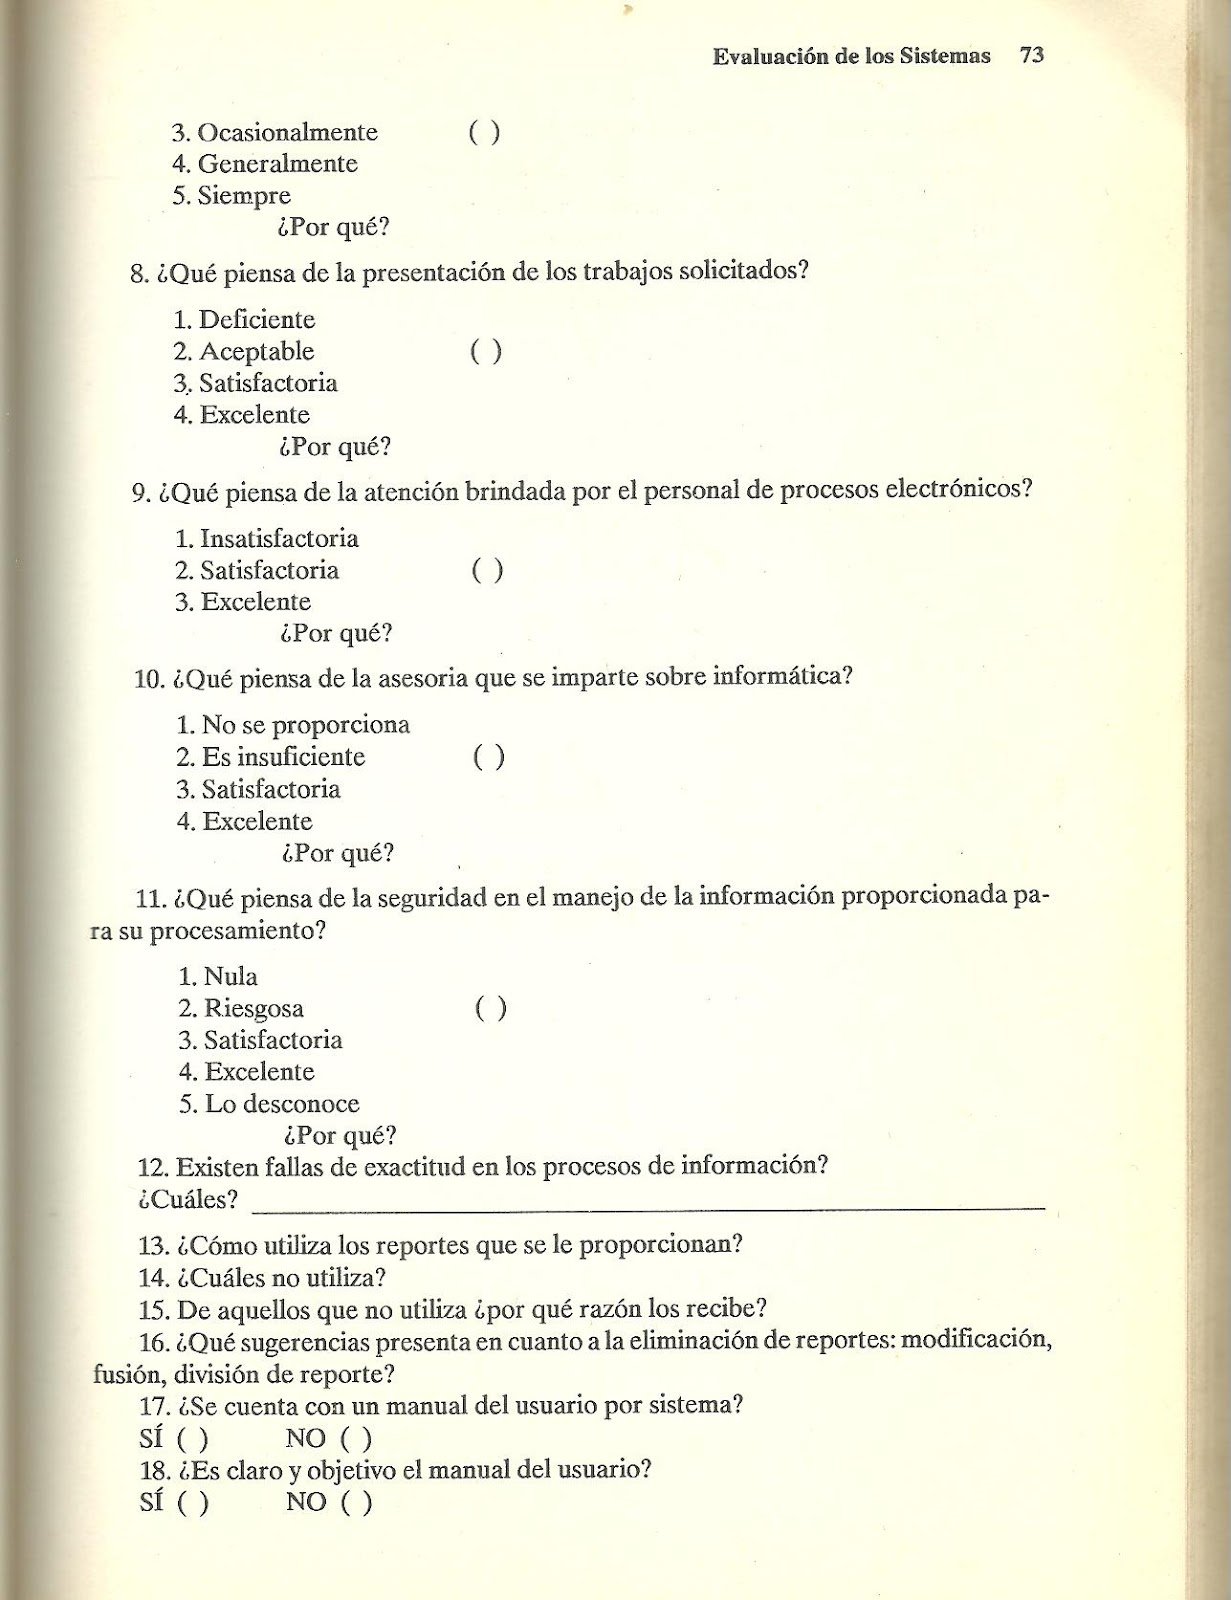 Evaluación de los Sistemas 73
3. Ocasionalmente ( )
4. Generalmente
5. Siempre
¿Por qué?
8. ¿Qué piensa de la presentación de los trabajos solicitados?
1. Deficiente
2. Aceptable ( )
3. Satisfactoria
4. Excelente
¿Por qué?
9. ¿Qué piensa de la atención brindada por el personal de procesos electrónicos?
1. Insatisfactoria
2. Satisfactoria ( )
3. Excelente
¿Por qué?
10. ¿Qué piensa de la asesoria que se imparte sobre informática?
1. No se proporciona
2. Es insuficiente ( )
3. Satisfactoria
4. Excelente
¿Por qué?
11. ¿Qué piensa de la seguridad en el manejo de la información proporcionada pa-
ra su procesamiento?
1. Nula
2. Riesgosa ( )
3. Satisfactoria
4. Excelente
5. Lo desconoce
¿Por qué?
12. Existen fallas de exactitud en los procesos de información?
¿Cuáles?
13. ¿Cómo utiliza los reportes que se le proporcionan?
14. ¿Cuáles no utiliza?
15. De aquellos que no utiliza ¿por qué razón los recibe?
16. ¿Qué sugerencias presenta en cuanto a la eliminación de reportes: modificación,
fusión, división de reporte?
17. ¿Se cuenta con un manual del usuario por sistema?
SÍ ( ) NO ( )
18. ¿Es claro y objetivo el manual del usuario?
SÍ ( ) NO ( )